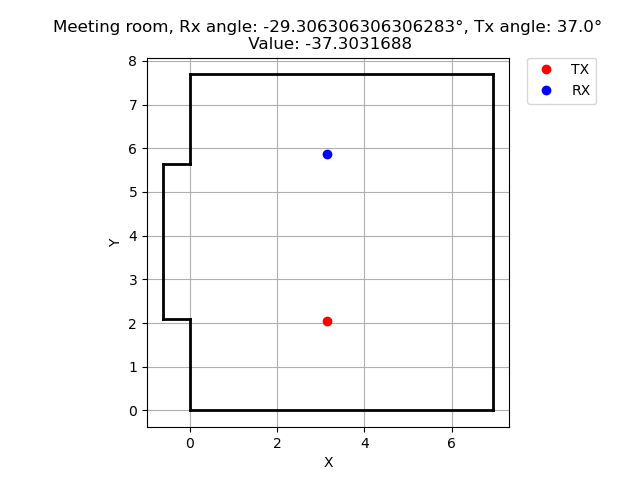 Meeting room, Rx angle: -29.306306306306283°, Tx angle: 37.0°
Value: -37.3031688
TX
RX
8
7
6
5
4
3
2
1
0
Y
0 2 4 6
X